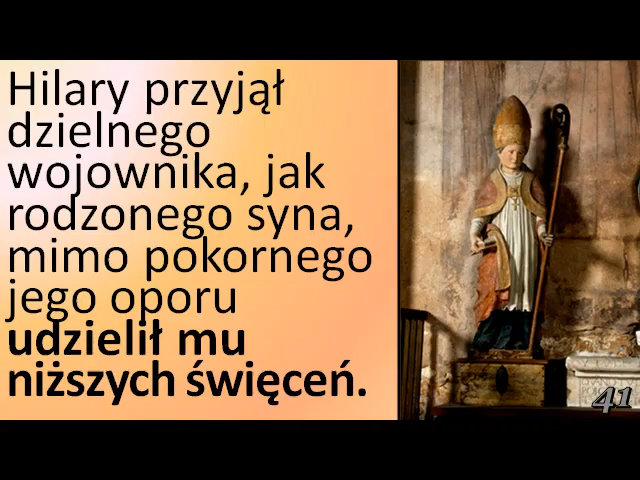 Hilary przyjął
dzielnego
wojownika, jak
rodzonego syna,
mimo pokornego
jego oporu
udzielił mu
niższych święceń.
41